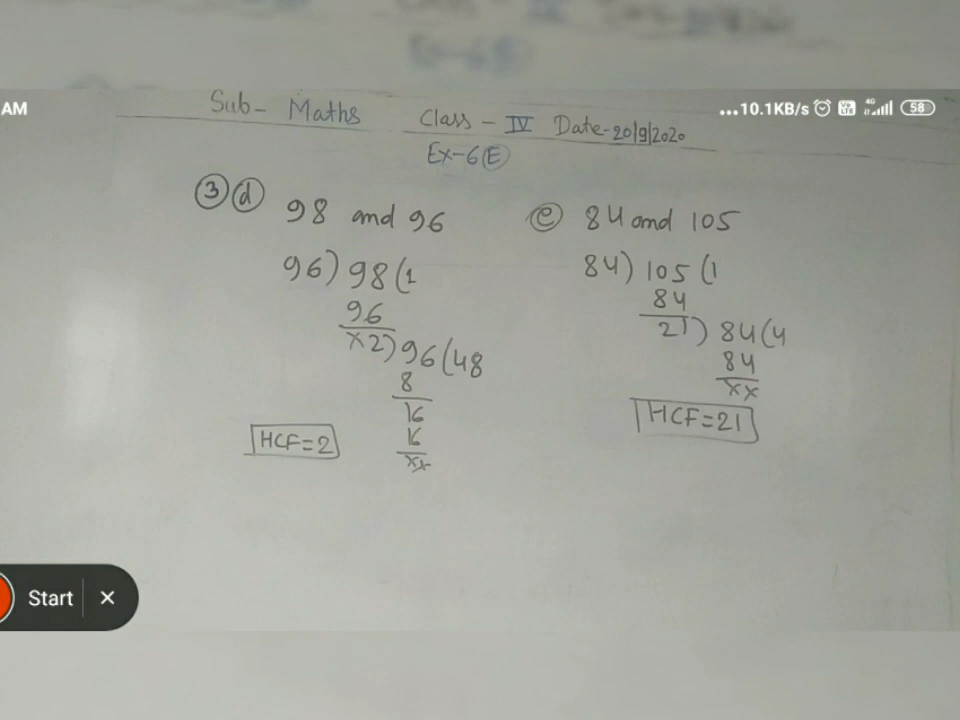 AM
...10.1KB/s 4G 58
Sub- Maths Class - IV Date-20/9/2020
Ex-6(E)
(3)(d) 98 and 96
96) 98 (1
96
x2) 96 (48
8
16
16
xx
HCF=2
(e) 84 and 105
84) 105 (1
84
21) 84 (4
84
xx
HCF=21
Start ×